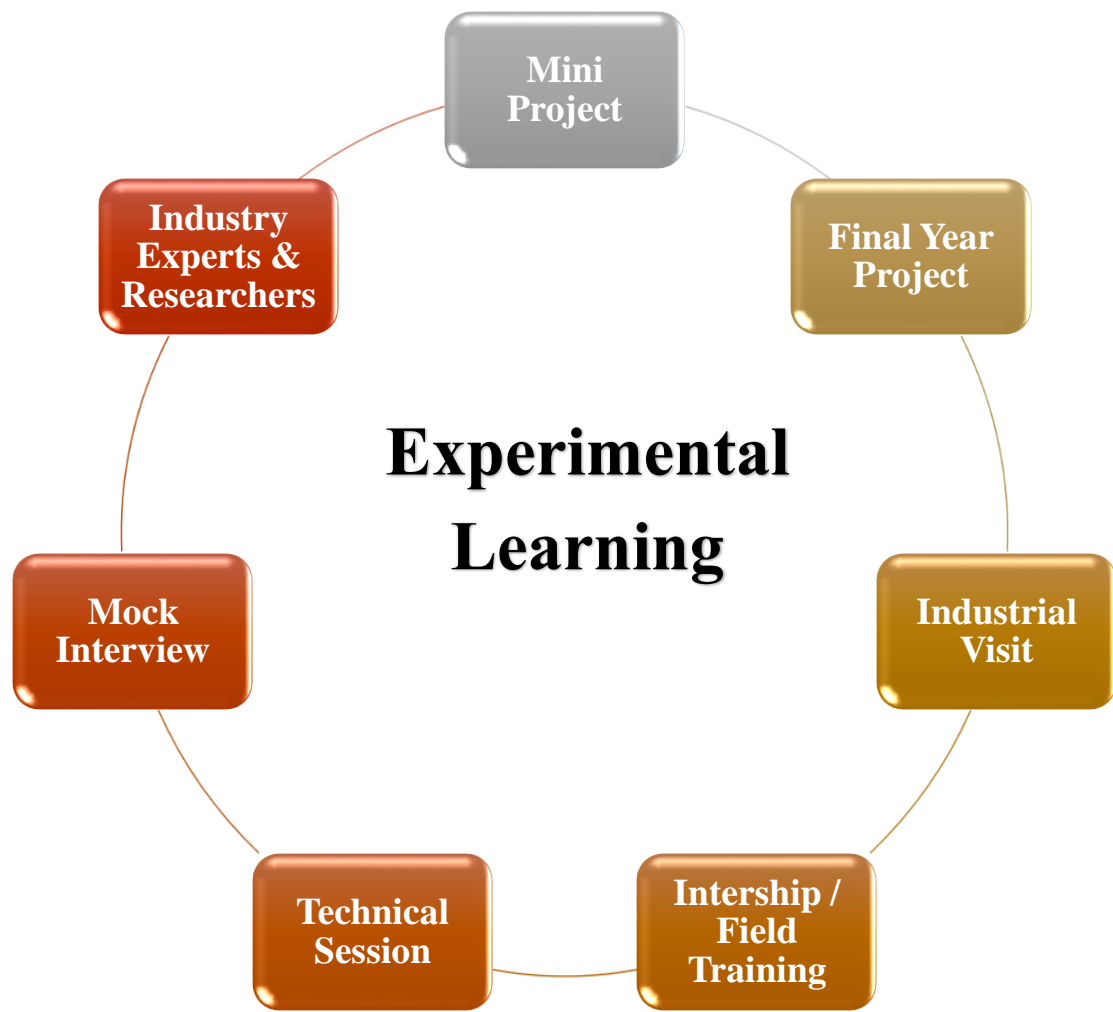 Mini
Project
Final Year
Project
Industrial
Visit
Intership /
Field
Training
Technical
Session
Mock
Interview
Industry
Experts &
Researchers
Experimental
Learning